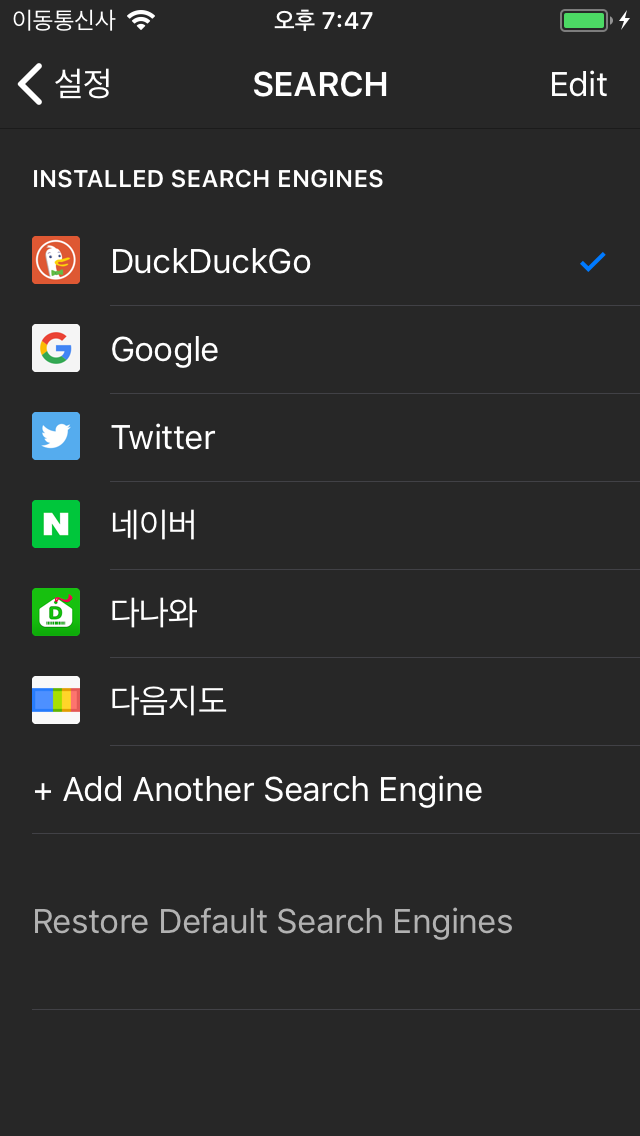 이동통신사 오후 7:47
설정 SEARCH Edit
INSTALLED SEARCH ENGINES
DuckDuckGo
Google
Twitter
N 네이버
D 다나와
다음지도
+ Add Another Search Engine
Restore Default Search Engines